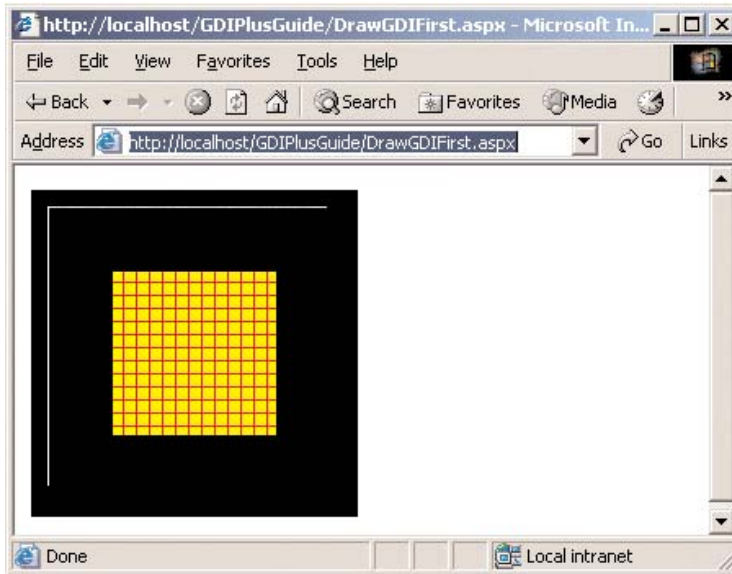 http://localhost/GDIPlusGuide/DrawGDIFirst.aspx - Microsoft In...
File Edit View Favorites Tools Help
Back Search Favorites Media »
Address http://localhost/GDIPlusGuide/DrawGDIFirst.aspx Go Links
Done Local intranet